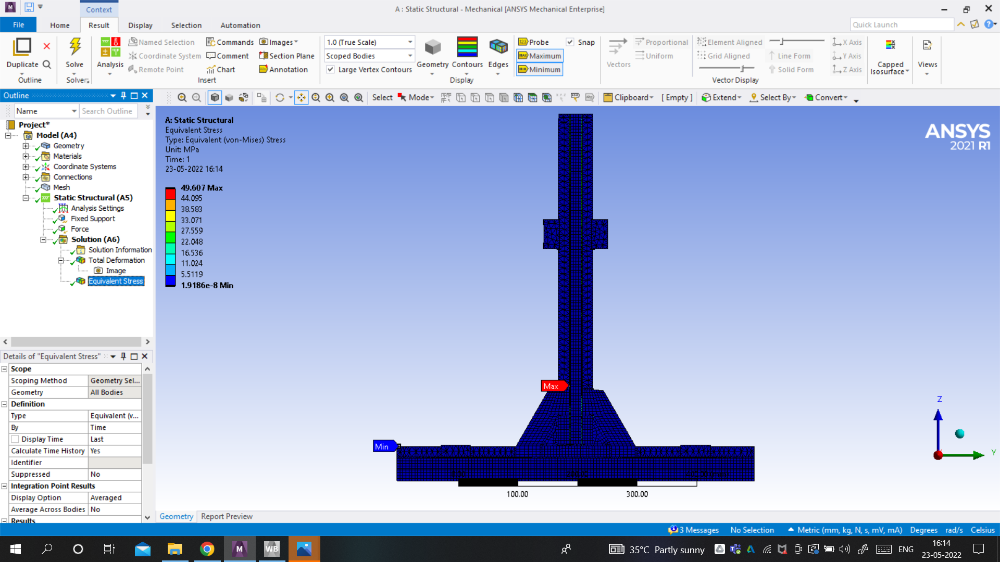 A : Static Structural - Mechanical [ANSYS Mechanical Enterprise]
Context
File Home Result Display Selection Automation
Quick Launch
Duplicate
Outline
Solve
Solver
Analysis
Named Selection
Coordinate System
Remote Point
Commands
Comment
Chart
Images
Section Plane
Annotation
Insert
1.0 (True Scale)
Scoped Bodies
Large Vertex Contours
Geometry
Contours
Edges
Display
Probe
Maximum
Minimum
Snap
Vectors
Proportional
Uniform
Element Aligned
Grid Aligned
Line Form
Solid Form
X Axis
Y Axis
Z Axis
Vector Display
Capped
Isosurface
Views
Outline
Name
Search Outline
Select
Mode
Clipboard
[ Empty ]
Extend
Select By
Convert
Project*
Model (A4)
Geometry
Materials
Coordinate Systems
Connections
Mesh
Static Structural (A5)
Analysis Settings
Fixed Support
Force
Solution (A6)
Solution Information
Total Deformation
Image
Equivalent Stress
A: Static Structural
Equivalent Stress
Type: Equivalent (von-Mises) Stress
Unit: MPa
Time: 1
23-05-2022 16:14
49.607 Max
44.095
38.583
33.071
27.559
22.048
16.536
11.024
5.5119
1.9186e-8 Min
ANSYS
2021 R1
Max
Min
Z
Y
100.00
300.00
Details of "Equivalent Stress"
Scope
Scoping Method Geometry Sel...
Geometry All Bodies
Definition
Type Equivalent (v...
By Time
Display Time Last
Calculate Time History Yes
Identifier
Suppressed No
Integration Point Results
Display Option Averaged
Average Across Bodies No
Results
Geometry Report Preview
3 Messages No Selection Metric (mm, kg, N, s, mV, mA) Degrees rad/s Celsius
M
WB
35°C Partly sunny
ENG
16:14
23-05-2022